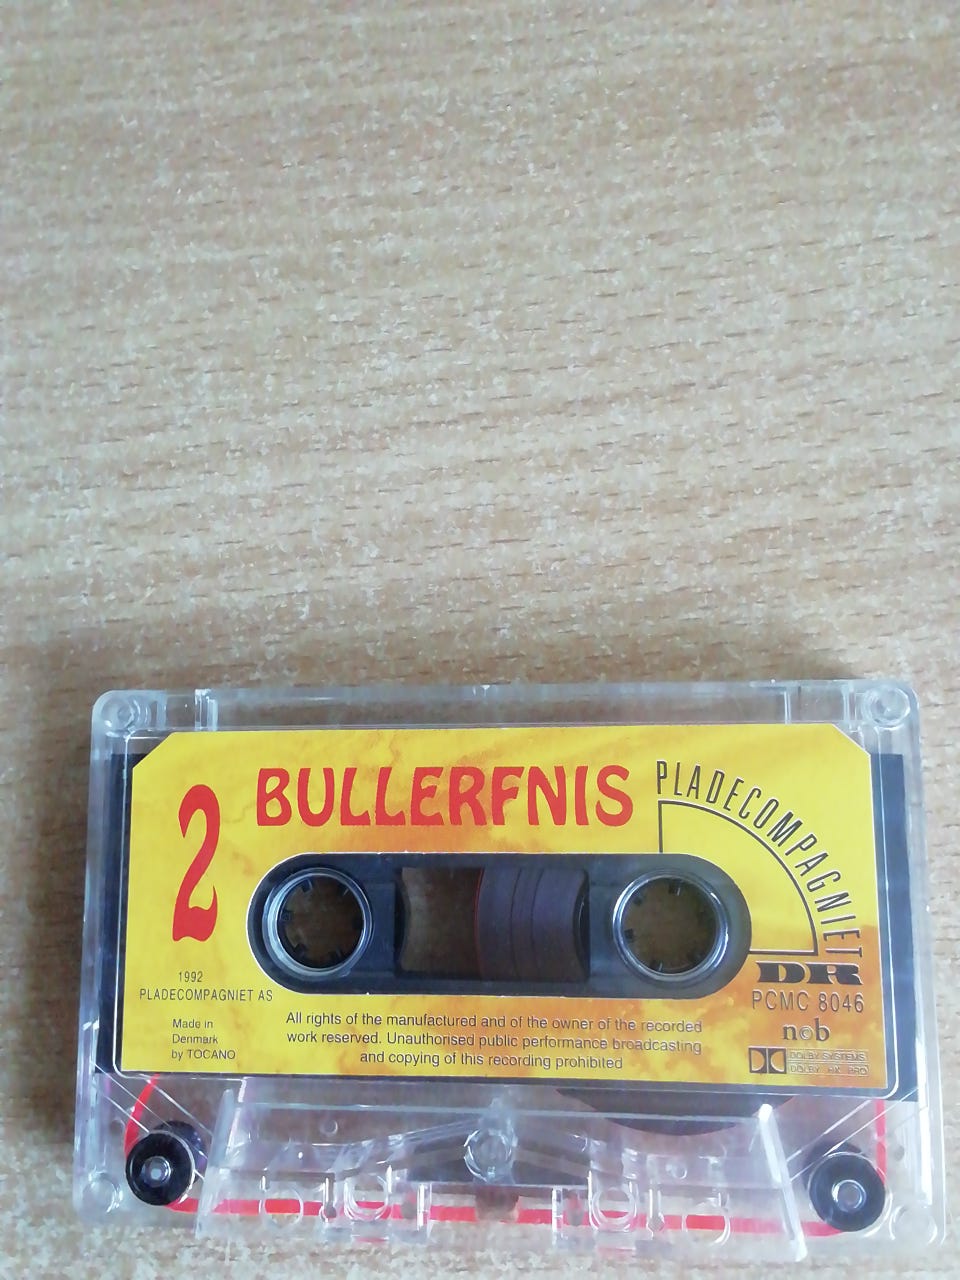 2
BULLERFNIS
PLADECOMPAGNIET
DR
PCMC 8046
n©b
DOLBY SYSTEMS
DOLBY HX PRO
1992
PLADECOMPAGNIET AS
Made in
Denmark
by TOCANO
All rights of the manufactured and of the owner of the recorded
work reserved. Unauthorised public performance broadcasting
and copying of this recording prohibited